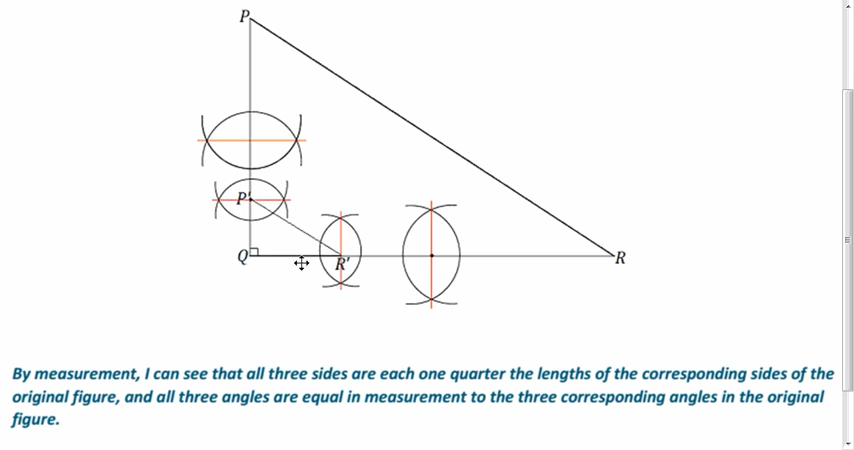 P
P'
Q
R'
R
By measurement, I can see that all three sides are each one quarter the lengths of the corresponding sides of the
original figure, and all three angles are equal in measurement to the three corresponding angles in the original
figure.